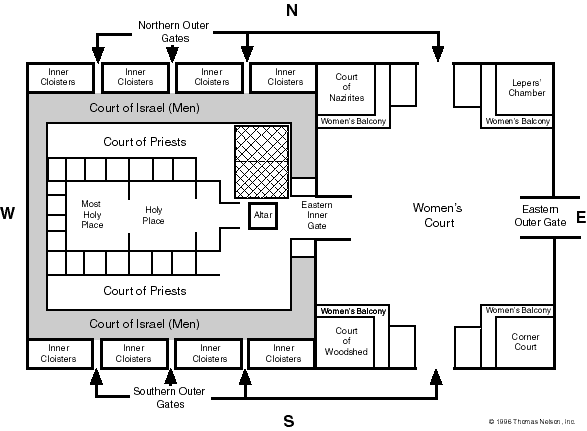 N
Northern Outer
Gates
Inner
Cloisters
Inner
Cloisters
Inner
Cloisters
Inner
Cloisters
Court
of
Nazirites
Women's Balcony
Lepers'
Chamber
Women's Balcony
Court of Israel (Men)
Court of Priests
W
Most
Holy
Place
Holy
Place
Altar
Eastern
Inner
Gate
Women's
Court
Eastern
Outer Gate
E
Court of Priests
Court of Israel (Men)
Women's Balcony
Court
of
Woodshed
Women's Balcony
Corner
Court
Inner
Cloisters
Inner
Cloisters
Inner
Cloisters
Inner
Cloisters
Southern Outer
Gates
S
© 1996 Thomas Nelson, Inc.